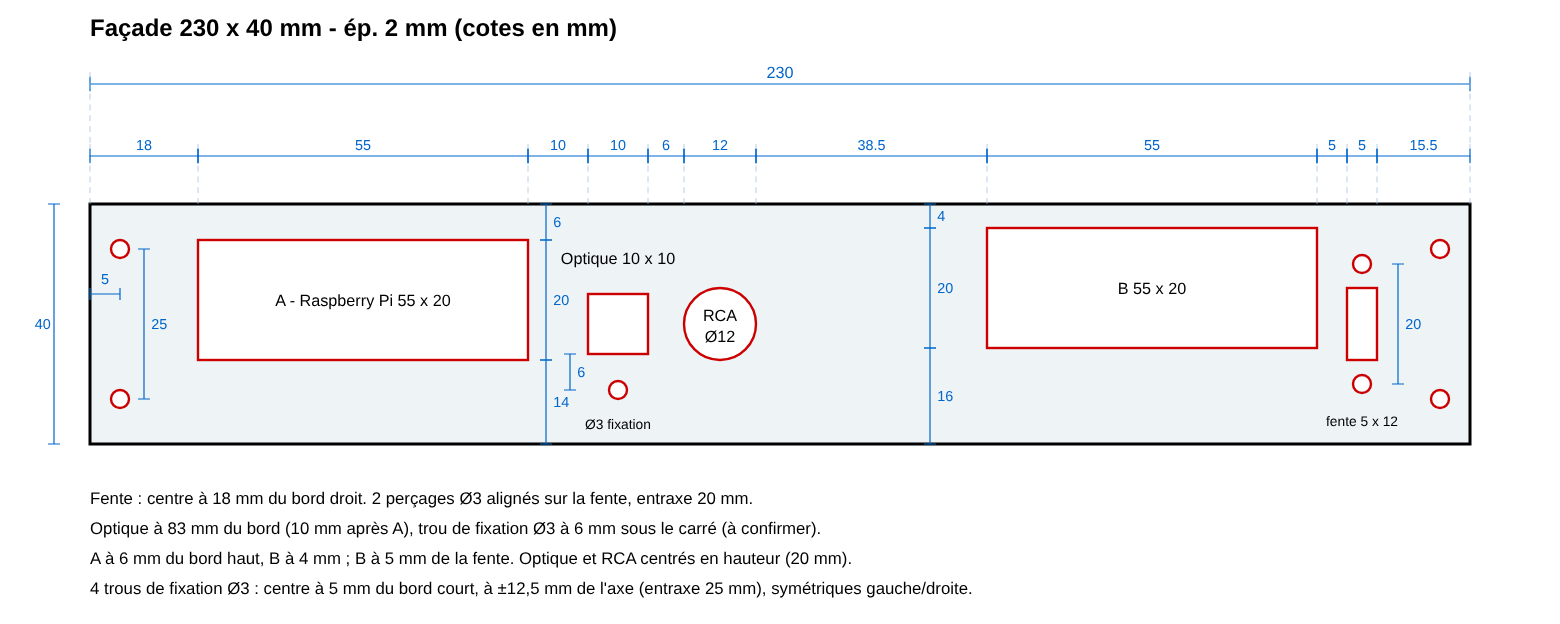 Façade 230 x 40 mm - ép. 2 mm (cotes en mm)
230
18
55
10
10
6
12
38.5
55
5
5
15.5
6
4
Optique 10 x 10
5
A - Raspberry Pi 55 x 20
20
20
B 55 x 20
RCA
Ø12
40
25
20
6
14
16
Ø3 fixation
fente 5 x 12
Fente : centre à 18 mm du bord droit. 2 perçages Ø3 alignés sur la fente, entraxe 20 mm.
Optique à 83 mm du bord (10 mm après A), trou de fixation Ø3 à 6 mm sous le carré (à confirmer).
A à 6 mm du bord haut, B à 4 mm ; B à 5 mm de la fente. Optique et RCA centrés en hauteur (20 mm).
4 trous de fixation Ø3 : centre à 5 mm du bord court, à ±12,5 mm de l'axe (entraxe 25 mm), symétriques gauche/droite.